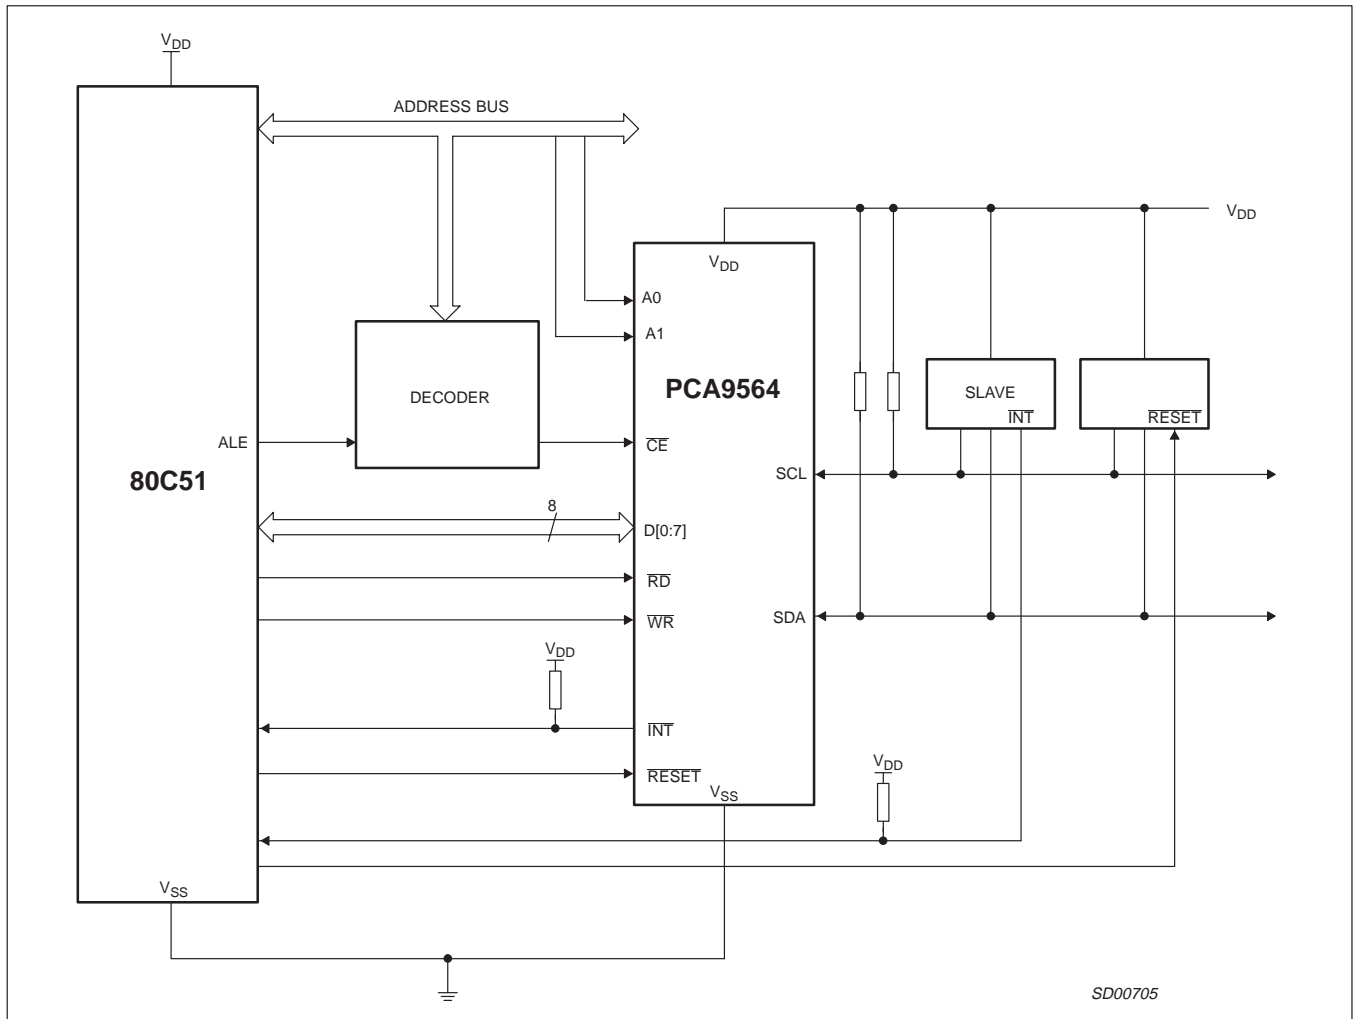 VDD
ADDRESS BUS
VDD
VDD
A0
A1
PCA9564
DECODER
SLAVE
INT
RESET
ALE
CE
80C51
SCL
8
D[0:7]
RD
WR
SDA
VDD
INT
RESET
VDD
VSS
VSS
SD00705